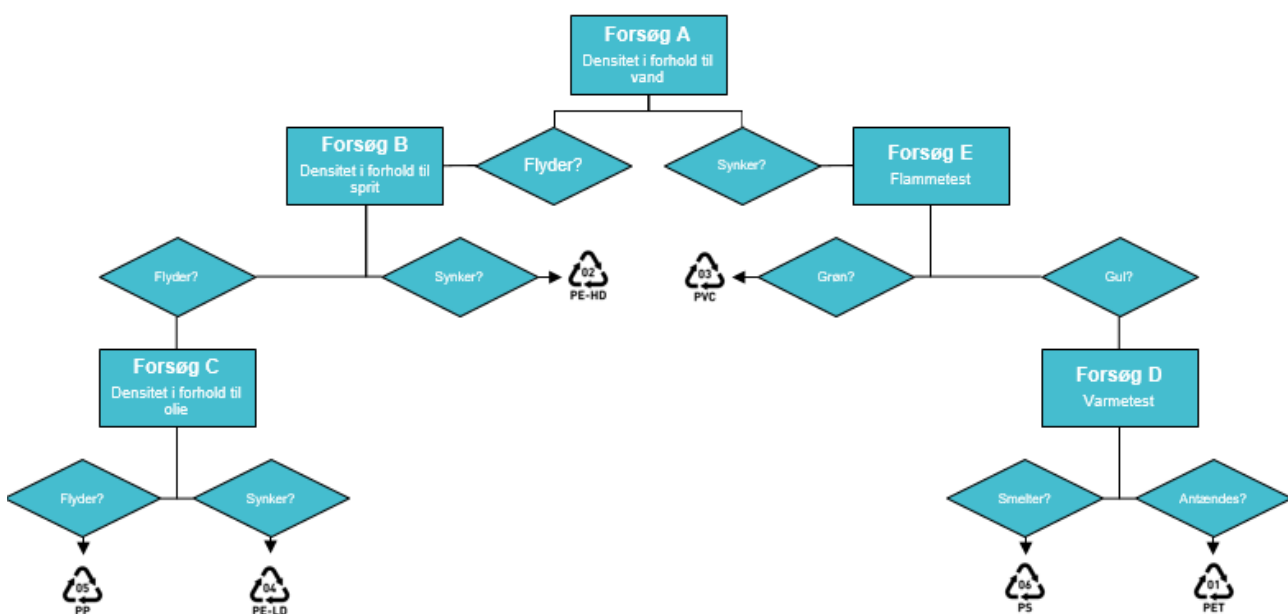 Forsøg A
Densitet i forhold til
vand
Forsøg B
Densitet i forhold til
sprit
Flyder?
Synker?
Forsøg E
Flammetest
Flyder?
Synker?
02
PE-HD
03
PVC
Grøn?
Gul?
Forsøg C
Densitet i forhold til
olie
Forsøg D
Varmetest
Flyder?
Synker?
Smelter?
Antændes?
05
PP
04
PE-LD
06
PS
01
PET